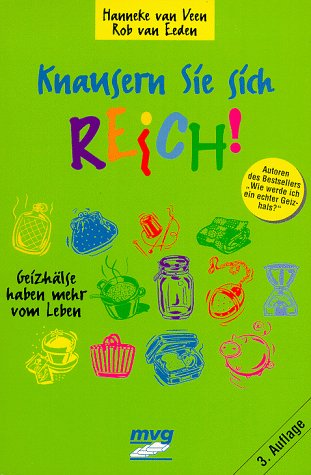 Hanneke van Veen
Rob van Eeden
Knausern Sie sich
REiCH!
Autoren
des Bestsellers
„Wie werde ich
ein echter Geiz-
hals?“
Geizhälse
haben mehr
vom Leben
mvg
3. Auflage